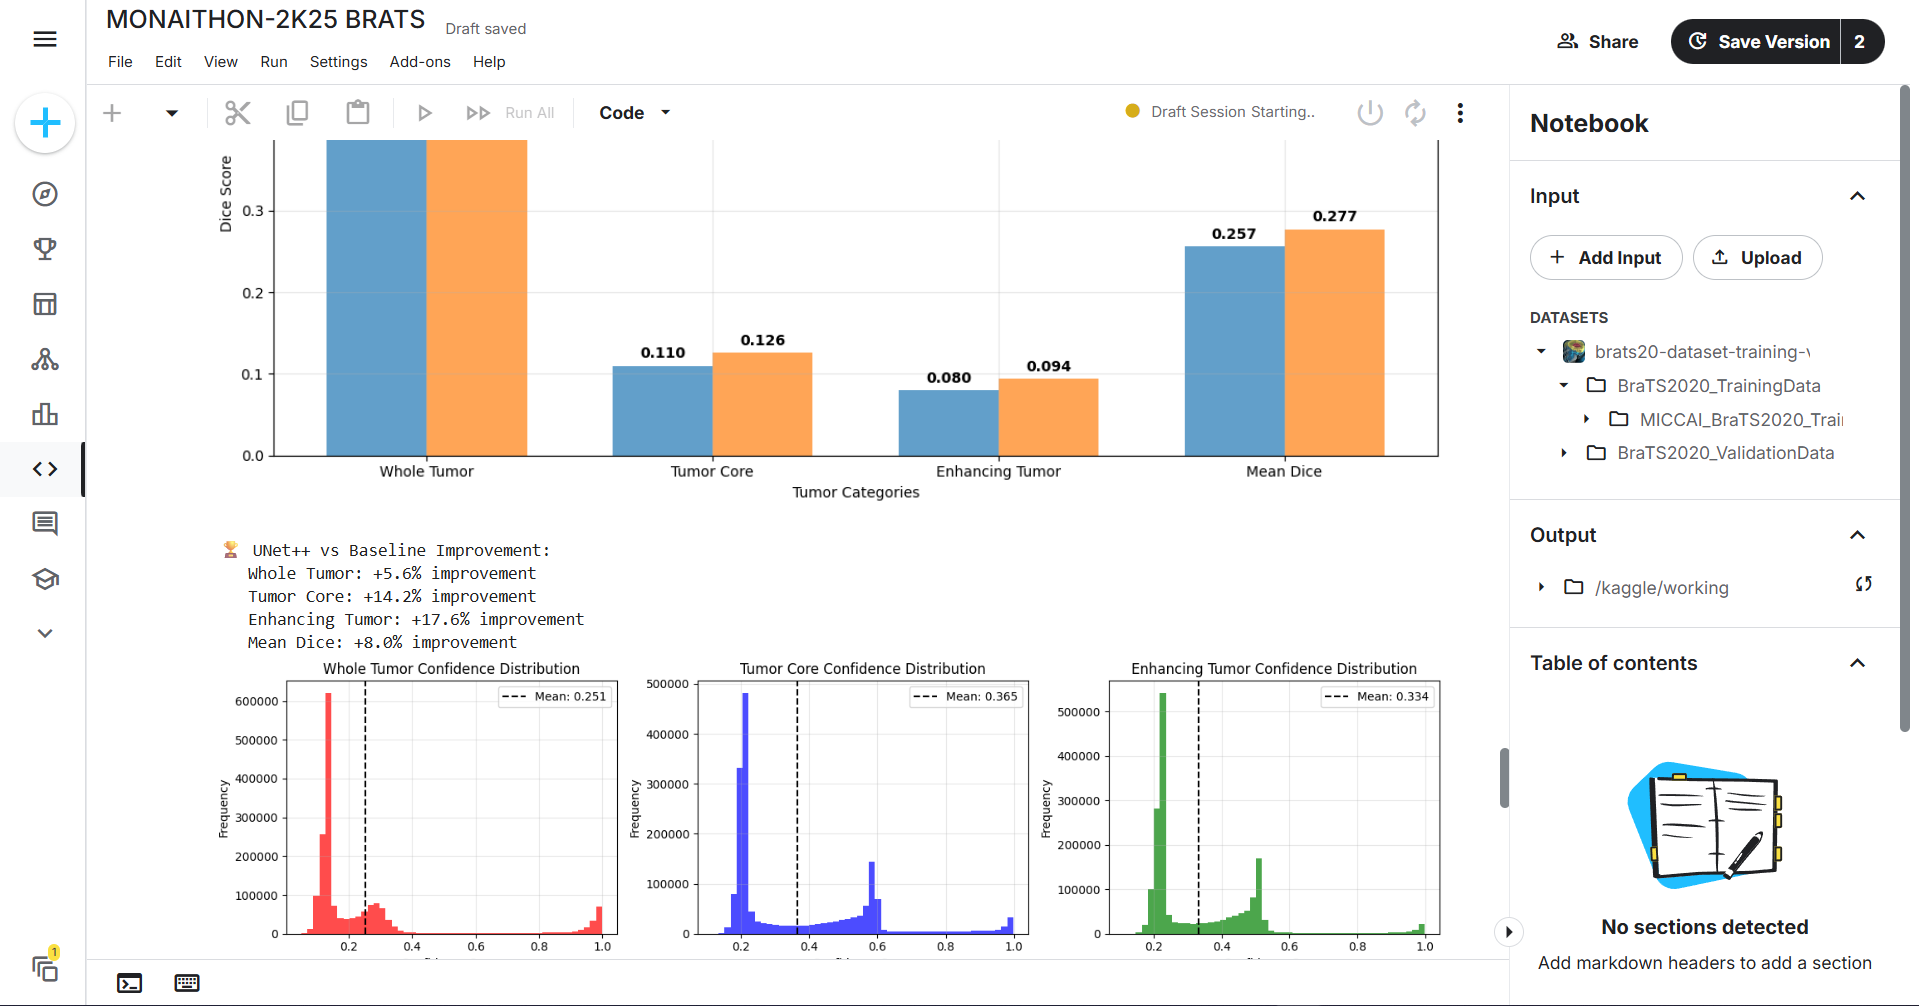 MONAITHON-2K25 BRATS
Draft saved
File Edit View Run Settings Add-ons Help
Share
Save Version 2
Run All
Code
Draft Session Starting..
Dice Score
0.3
0.2
0.1
0.0
0.110
0.126
0.080
0.094
0.257
0.277
Whole Tumor
Tumor Core
Enhancing Tumor
Mean Dice
Tumor Categories
🏆 UNet++ vs Baseline Improvement:
Whole Tumor: +5.6% improvement
Tumor Core: +14.2% improvement
Enhancing Tumor: +17.6% improvement
Mean Dice: +8.0% improvement
Whole Tumor Confidence Distribution
Mean: 0.251
Frequency
600000
500000
400000
300000
200000
100000
0
0.2 0.4 0.6 0.8 1.0
Tumor Core Confidence Distribution
Mean: 0.365
Frequency
500000
400000
300000
200000
100000
0
0.2 0.4 0.6 0.8 1.0
Enhancing Tumor Confidence Distribution
Mean: 0.334
Frequency
500000
400000
300000
200000
100000
0
0.2 0.4 0.6 0.8 1.0
Notebook
Input
Add Input
Upload
DATASETS
brats20-dataset-training-v
BraTS2020_TrainingData
MICCAI_BraTS2020_Trai
BraTS2020_ValidationData
Output
/kaggle/working
Table of contents
No sections detected
Add markdown headers to add a section
1